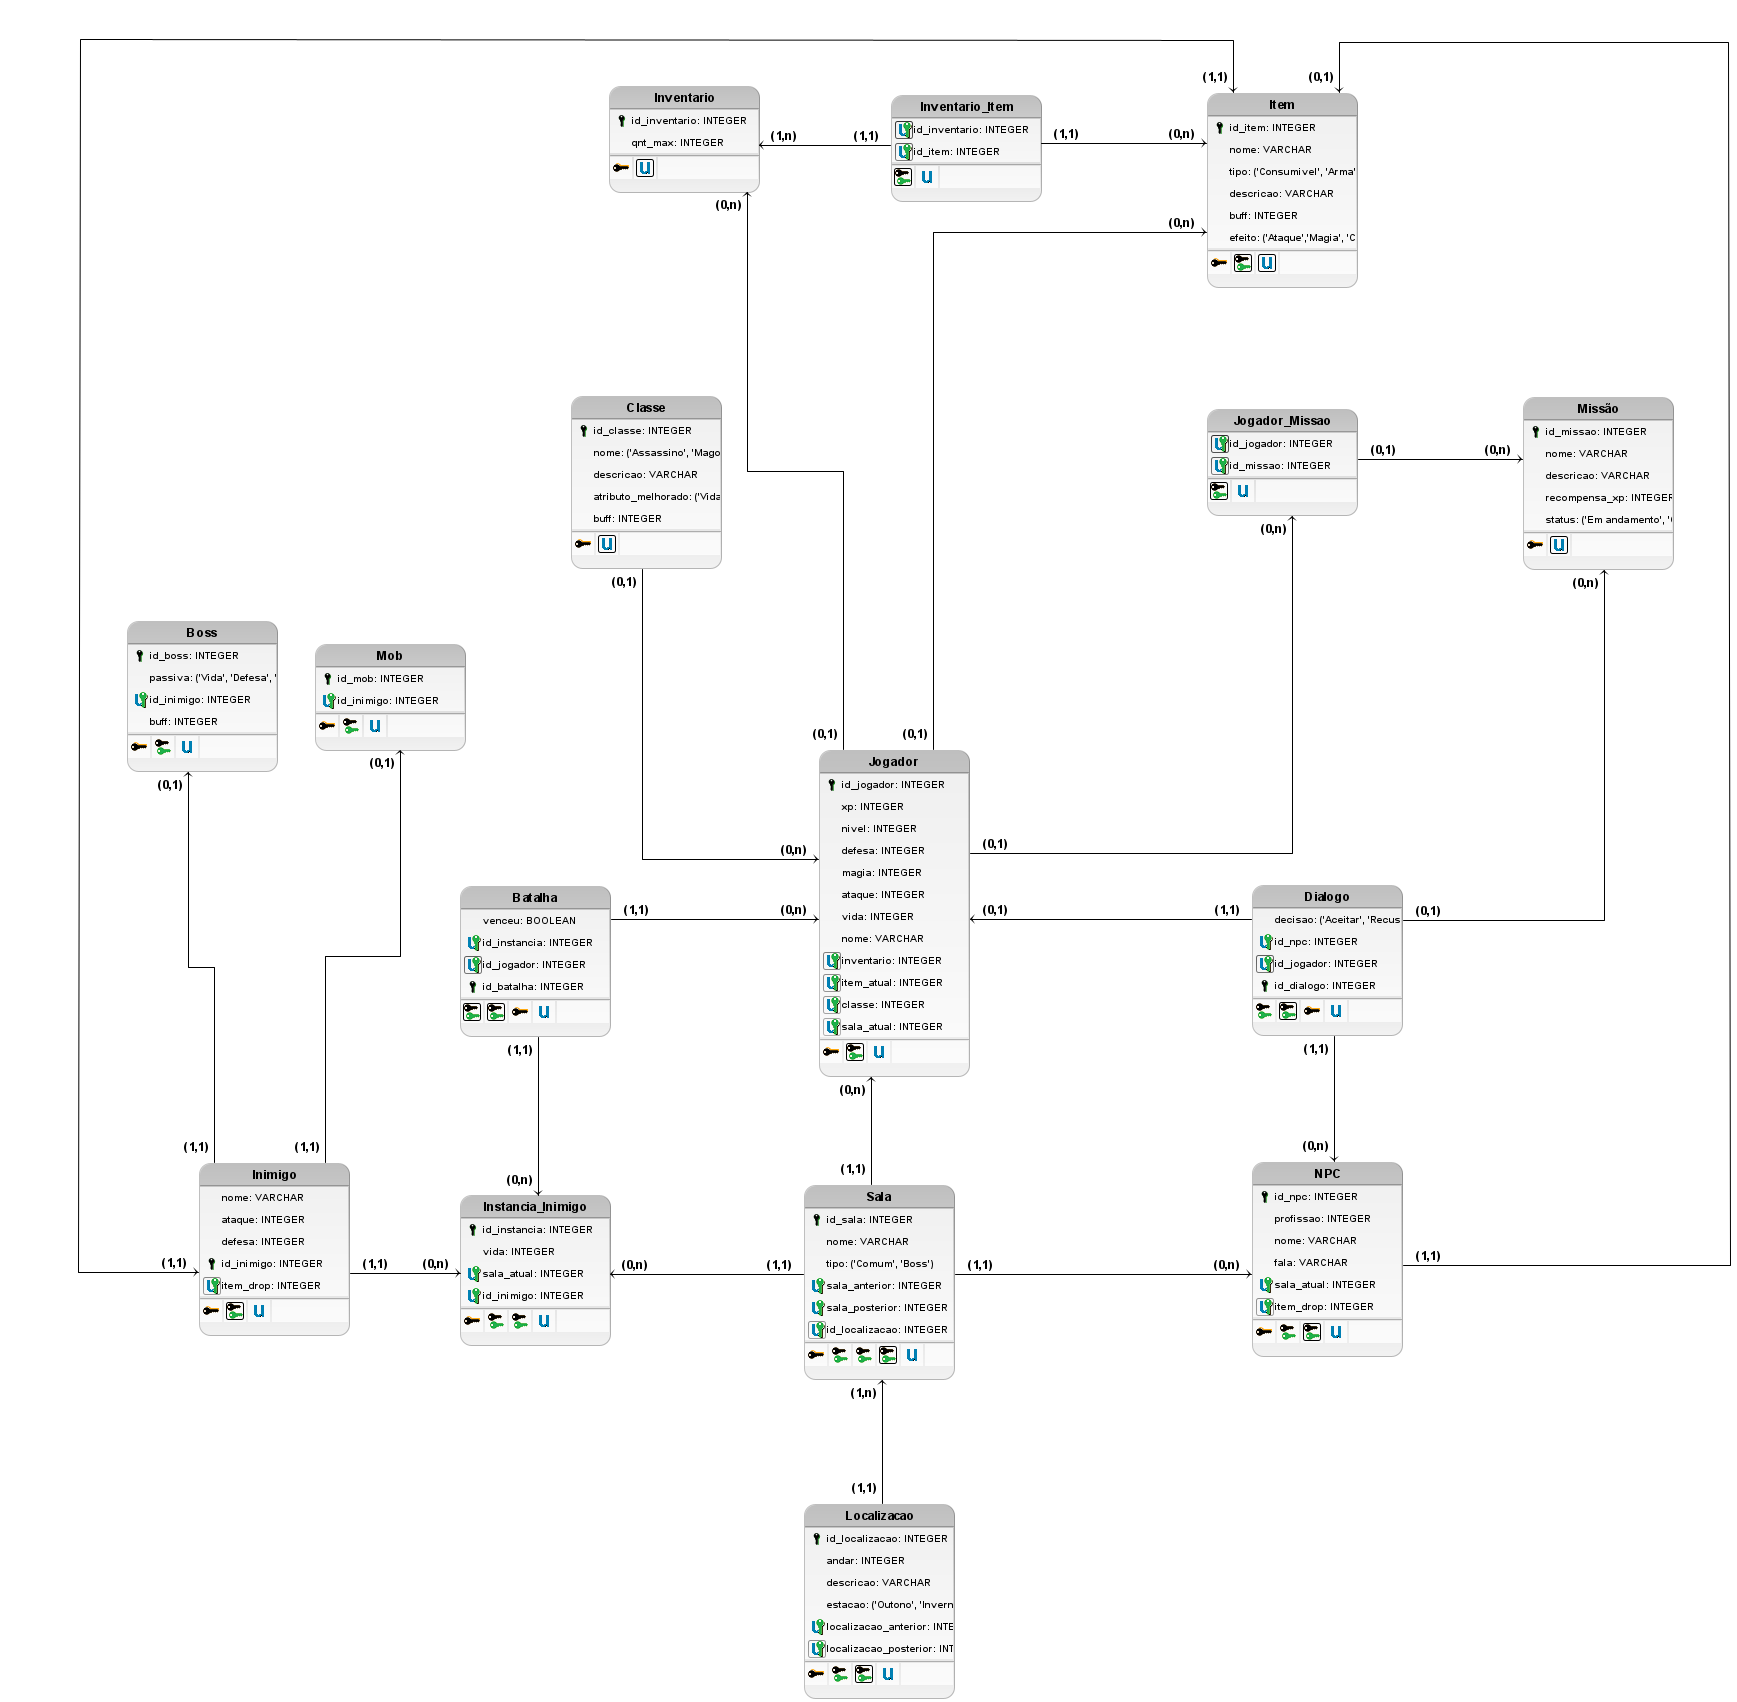 (1,1)
(0,1)
Inventario
id_inventario: INTEGER
qnt_max: INTEGER
(1,n)
(1,1)
Inventario_Item
id_inventario: INTEGER
id_item: INTEGER
(1,1)
(0,n)
Item
id_item: INTEGER
nome: VARCHAR
tipo: ('Consumivel', 'Arma'
descricao: VARCHAR
buff: INTEGER
efeito: ('Ataque','Magia', 'C
(0,n)
(0,n)
Classe
id_classe: INTEGER
nome: ('Assassino', 'Mago
descricao: VARCHAR
atributo_melhorado: ('Vida
buff: INTEGER
(0,1)
Jogador_Missao
id_jogador: INTEGER
id_missao: INTEGER
(0,1)
(0,n)
(0,n)
Missão
id_missao: INTEGER
nome: VARCHAR
descricao: VARCHAR
recompensa_xp: INTEGER
status: ('Em andamento', '
(0,n)
Boss
id_boss: INTEGER
passiva: ('Vida', 'Defesa', '
id_inimigo: INTEGER
buff: INTEGER
(0,1)
Mob
id_mob: INTEGER
id_inimigo: INTEGER
(0,1)
(0,1)
(0,1)
Jogador
id_jogador: INTEGER
xp: INTEGER
nivel: INTEGER
defesa: INTEGER
magia: INTEGER
ataque: INTEGER
vida: INTEGER
nome: VARCHAR
inventario: INTEGER
item_atual: INTEGER
classe: INTEGER
sala_atual: INTEGER
(0,n)
(0,1)
Batalha
venceu: BOOLEAN
id_instancia: INTEGER
id_jogador: INTEGER
id_batalha: INTEGER
(1,1)
(0,n)
(1,1)
(0,1)
(1,1)
Dialogo
decisao: ('Aceitar', 'Recus
id_npc: INTEGER
id_jogador: INTEGER
id_dialogo: INTEGER
(0,1)
(1,1)
(0,n)
(0,n)
(1,1)
(1,1)
(1,1)
Inimigo
nome: VARCHAR
ataque: INTEGER
defesa: INTEGER
id_inimigo: INTEGER
item_drop: INTEGER
(1,1)
(1,1)
(0,n)
(0,n)
Instancia_Inimigo
id_instancia: INTEGER
vida: INTEGER
sala_atual: INTEGER
id_inimigo: INTEGER
(0,n)
(1,1)
Sala
id_sala: INTEGER
nome: VARCHAR
tipo: ('Comum', 'Boss')
sala_anterior: INTEGER
sala_posterior: INTEGER
id_localizacao: INTEGER
(1,1)
(0,n)
NPC
id_npc: INTEGER
profissao: INTEGER
nome: VARCHAR
fala: VARCHAR
sala_atual: INTEGER
item_drop: INTEGER
(1,1)
(1,n)
(1,1)
Localizacao
id_localizacao: INTEGER
andar: INTEGER
descricao: VARCHAR
estacao: ('Outono', 'Invern
localizacao_anterior: INTE
localizacao_posterior: INT